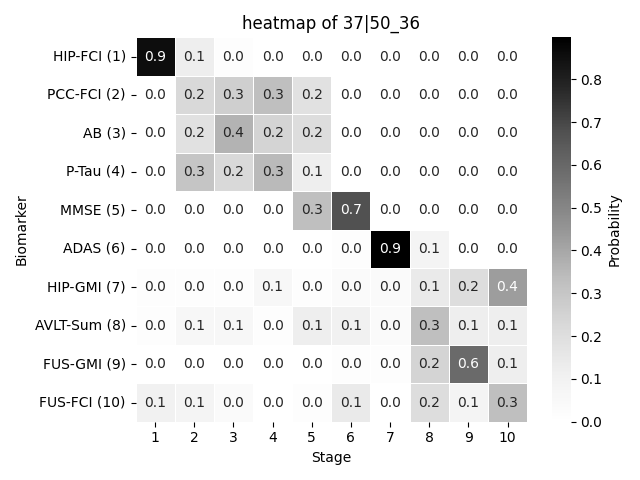 heatmap of 37|50_36
HIP-FCI (1) 0.9 0.1 0.0 0.0 0.0 0.0 0.0 0.0 0.0 0.0
PCC-FCI (2) 0.0 0.2 0.3 0.3 0.2 0.0 0.0 0.0 0.0 0.0
AB (3) 0.0 0.2 0.4 0.2 0.2 0.0 0.0 0.0 0.0 0.0
P-Tau (4) 0.0 0.3 0.2 0.3 0.1 0.0 0.0 0.0 0.0 0.0
MMSE (5) 0.0 0.0 0.0 0.0 0.3 0.7 0.0 0.0 0.0 0.0
ADAS (6) 0.0 0.0 0.0 0.0 0.0 0.0 0.9 0.1 0.0 0.0
HIP-GMI (7) 0.0 0.0 0.0 0.1 0.0 0.0 0.0 0.1 0.2 0.4
AVLT-Sum (8) 0.0 0.1 0.1 0.0 0.1 0.1 0.0 0.3 0.1 0.1
FUS-GMI (9) 0.0 0.0 0.0 0.0 0.0 0.0 0.0 0.2 0.6 0.1
FUS-FCI (10) 0.1 0.1 0.0 0.0 0.0 0.1 0.0 0.2 0.1 0.3
1 2 3 4 5 6 7 8 9 10
Stage
Biomarker
0.8
0.7
0.6
0.5
0.4
0.3
0.2
0.1
0.0
Probability